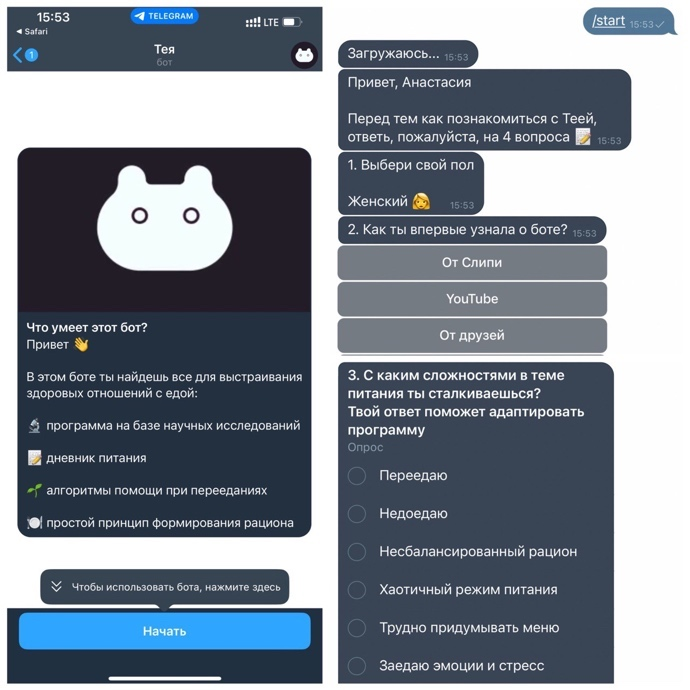 15:53
TELEGRAM
LTE
Safari
1
Тея
бот
Что умеет этот бот?
Привет 👋
В этом боте ты найдешь все для выстраивания
здоровых отношений с едой:
🔬 программа на базе научных исследований
📝 дневник питания
🌱 алгоритмы помощи при перееданиях
🍽️ простой принцип формирования рациона
Чтобы использовать бота, нажмите здесь
Начать
/start 15:53
Загружаюсь... 15:53
Привет, Анастасия
Перед тем как познакомиться с Теей,
ответь, пожалуйста, на 4 вопроса 📝 15:53
1. Выбери свой пол
Женский 👩 15:53
2. Как ты впервые узнала о боте? 15:53
От Слипи
YouTube
От друзей
3. С каким сложностями в теме
питания ты сталкиваешься?
Твой ответ поможет адаптировать
программу
Опрос
Переедаю
Недоедаю
Несбалансированный рацион
Хаотичный режим питания
Трудно придумывать меню
Заедаю эмоции и стресс